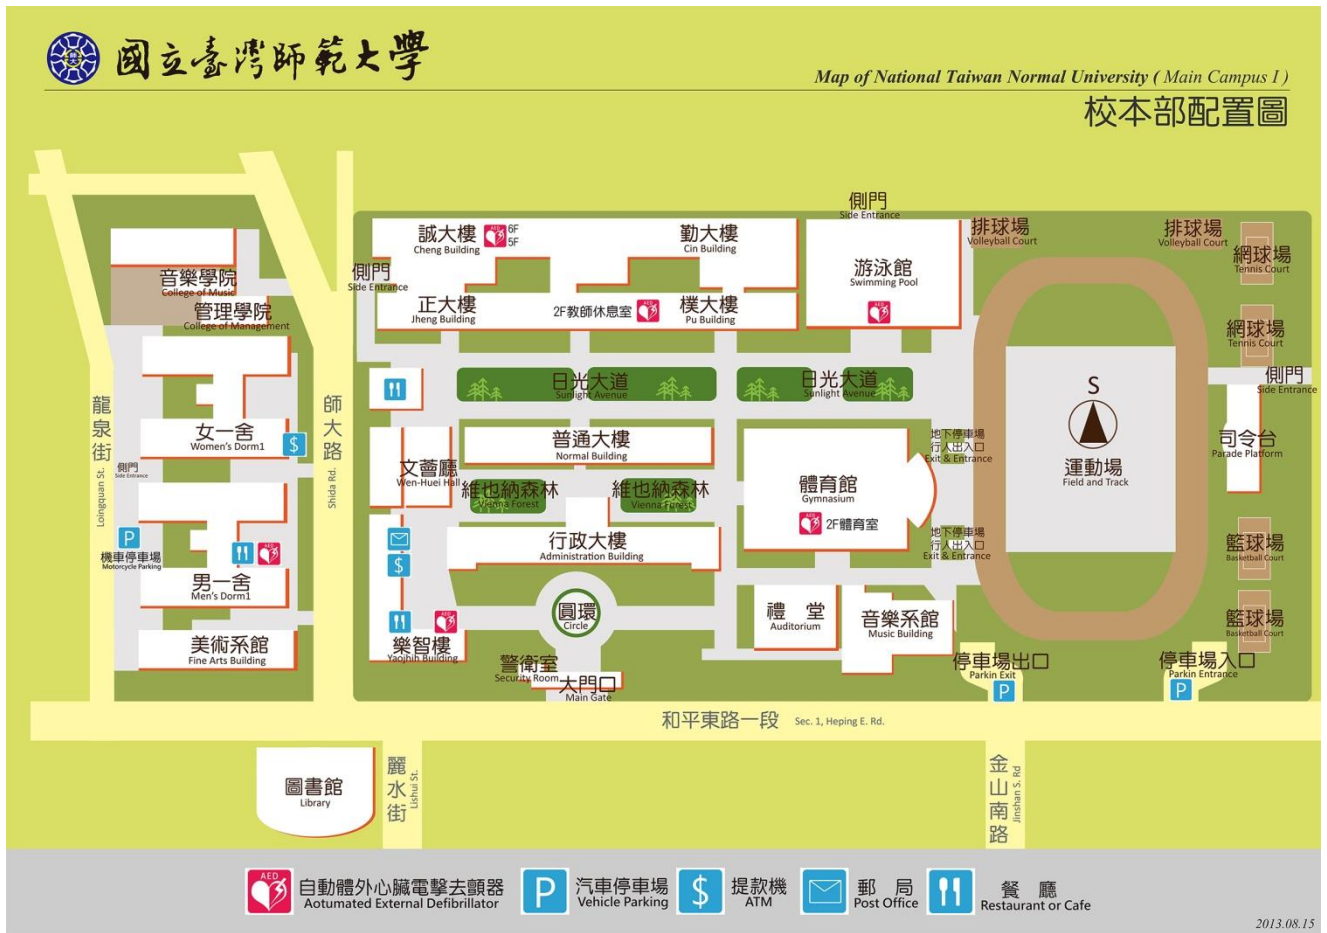 國立臺灣師範大學
Map of National Taiwan Normal University ( Main Campus I )
校本部配置圖
側門
Side Entrance
誠大樓
Cheng Building
AED
6F
5F
勤大樓
Cin Building
排球場
Volleyball Court
排球場
Volleyball Court
網球場
Tennis Court
音樂學院
College of Music
側門
Side Entrance
游泳館
Swimming Pool
AED
管理學院
College of Management
正大樓
Jheng Building
2F教師休息室
AED
樸大樓
Pu Building
網球場
Tennis Court
日光大道
Sunlight Avenue
日光大道
Sunlight Avenue
側門
Side Entrance
S
龍泉街
Loingquan St.
師大路
Shida Rd.
女一舍
Women's Dorm1
$
普通大樓
Normal Building
地下停車場
行人出入口
Exit & Entrance
司令台
Parade Platform
側門
Side Entrance
文薈廳
Wen-Huei Hall
運動場
Field and Track
體育館
Gymnasium
維也納森林
Vienna Forest
維也納森林
Vienna Forest
AED
2F體育室
P
機車停車場
Motorcycle Parking
AED
$
行政大樓
Administration Building
地下停車場
行人出入口
Exit & Entrance
籃球場
Basketball Court
男一舍
Men's Dorm1
圓環
Circle
禮 堂
Auditorium
音樂系館
Music Building
籃球場
Basketball Court
美術系館
Fine Arts Building
AED
樂智樓
Yaojhih Building
警衛室
Security Room
大門口
Main Gate
停車場出口
Parkin Exit
P
停車場入口
Parkin Entrance
P
和平東路一段
Sec. 1, Heping E. Rd.
圖書館
Library
麗水街
Lishui St.
金山南路
Jinshan S. Rd
AED
自動體外心臟電擊去顫器
Aotumated External Defibrillator
P
汽車停車場
Vehicle Parking
$
提款機
ATM
郵 局
Post Office
餐 廳
Restaurant or Cafe
2013.08.15